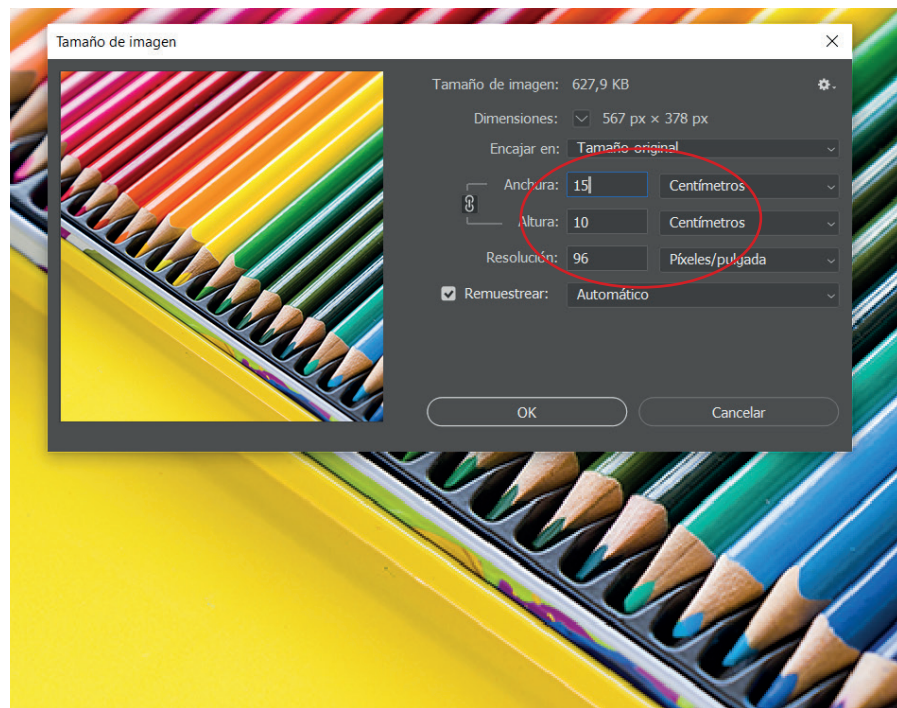 Tamaño de imagen
Tamaño de imagen: 627,9 KB
Dimensiones: 567 px × 378 px
Encajar en: Tamaño original
Anchura: 15 Centímetros
Altura: 10 Centímetros
Resolución: 96 Píxeles/pulgada
Remuestrear: Automático
OK Cancelar